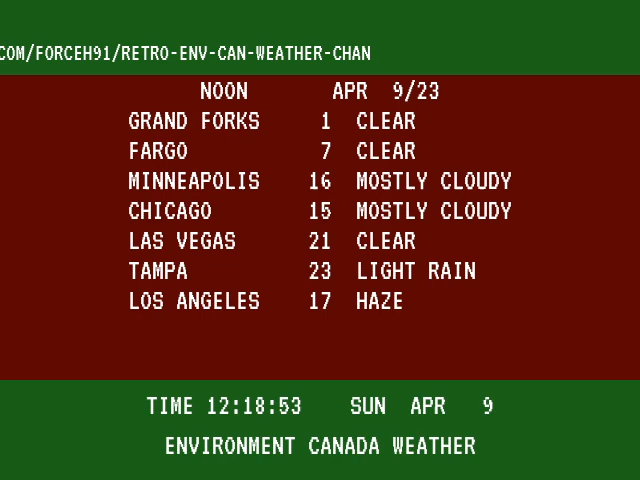 COM/FORCEH91/RETRO-ENV-CAN-WEATHER-CHAN
NOON APR 9/23
GRAND FORKS 1 CLEAR
FARGO 7 CLEAR
MINNEAPOLIS 16 MOSTLY CLOUDY
CHICAGO 15 MOSTLY CLOUDY
LAS VEGAS 21 CLEAR
TAMPA 23 LIGHT RAIN
LOS ANGELES 17 HAZE
TIME 12:18:53 SUN APR 9
ENVIRONMENT CANADA WEATHER